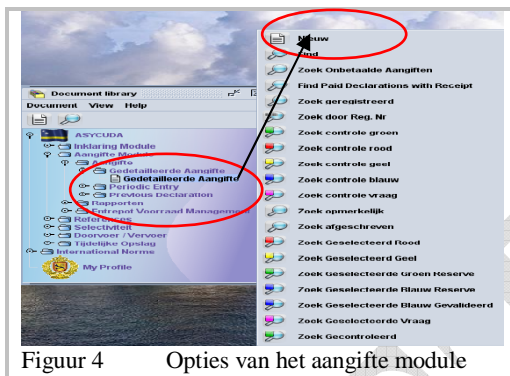 Document library
Document View Help
ASYCUDA
Inklaring Module
Aangifte Module
Aangifte
Gedetailleerde Aangifte
Gedetailleerde Aangifte
Periodic Entry
Previous Declaration
Rapporten
Entrepot Voorraad Management
References
Selectiviteit
Doorvoer / Vervoer
Tijdelijke Opslag
International Norme
My Profile
Nieuw
Find
Zoek Onbetaalde Aangiften
Find Paid Declarations with Receipt
Zoek geregistreerd
Zoek door Reg. Nr
Zoek controle groen
Zoek controle rood
Zoek controle geel
Zoek controle blauw
Zoek controle vraag
Zoek opmerkelijk
Zoek afgeschreven
Zoek Geselecteerd Rood
Zoek Geselecteerd Geel
Zoek Geselecteerde Groen Reserve
Zoek Geselecteerde Blauw Reserve
Zoek Geselecteerde Blauw Gevalideerd
Zoek Geselecteerde Vraag
Zoek Gecontroleerd
Figuur 4 Opties van het aangifte module